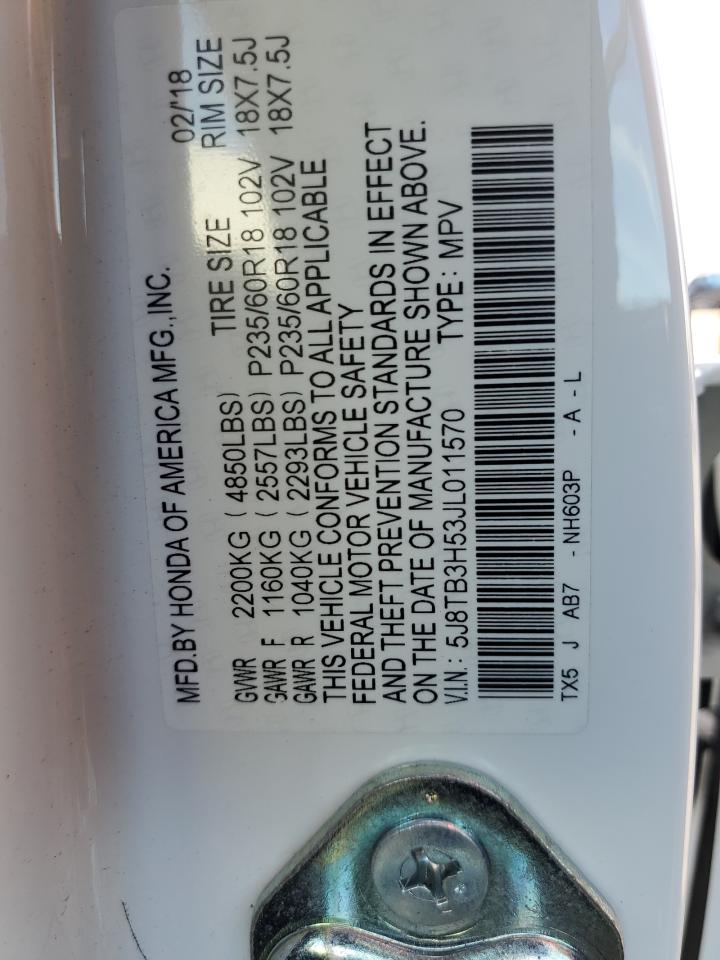 MFD.BY HONDA OF AMERICA MFG.,INC. 02/'18
TIRE SIZE RIM SIZE
GVWR 2200KG ( 4850LBS)
GAWR F 1160KG ( 2557LBS) P235/60R18 102V 18X7.5J
GAWR R 1040KG ( 2293LBS) P235/60R18 102V 18X7.5J
THIS VEHICLE CONFORMS TO ALL APPLICABLE
FEDERAL MOTOR VEHICLE SAFETY
AND THEFT PREVENTION STANDARDS IN EFFECT
ON THE DATE OF MANUFACTURE SHOWN ABOVE.
V.I.N.: 5J8TB3H53JL011570 TYPE : MPV
TX5 J AB7 - NH603P - A - L